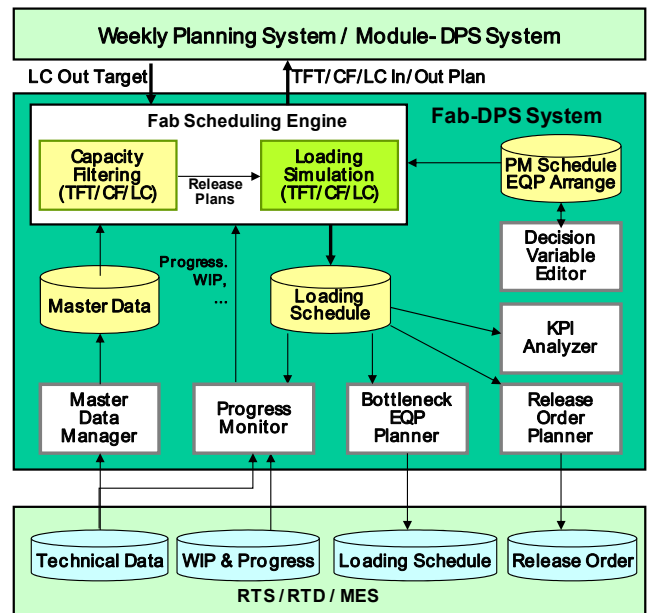 Weekly Planning System / Module- DPS System
LC Out Target
TFT/ CF/ LC In/ Out Plan
Fab Scheduling Engine
Fab-DPS System
Capacity
Filtering
(TFT/ CF/ LC)
Release
Plans
Loading
Simulation
(TFT/ CF/ LC)
PM Schedule
EQP Arrange
Decision
Variable
Editor
Progress.
WIP,
...
Master Data
Loading
Schedule
KPI
Analyzer
Master
Data
Manager
Progress
Monitor
Bottleneck
EQP
Planner
Release
Order
Planner
Technical Data
WIP & Progress
Loading Schedule
Release Order
RTS / RTD / MES